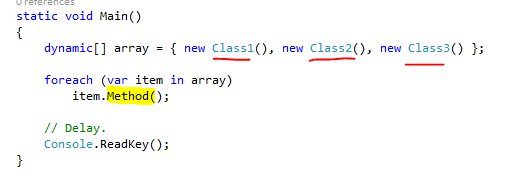 0 references
static void Main()
{
dynamic[] array = { new Class1(), new Class2(), new Class3() };
foreach (var item in array)
item.Method();
// Delay.
Console.ReadKey();
}